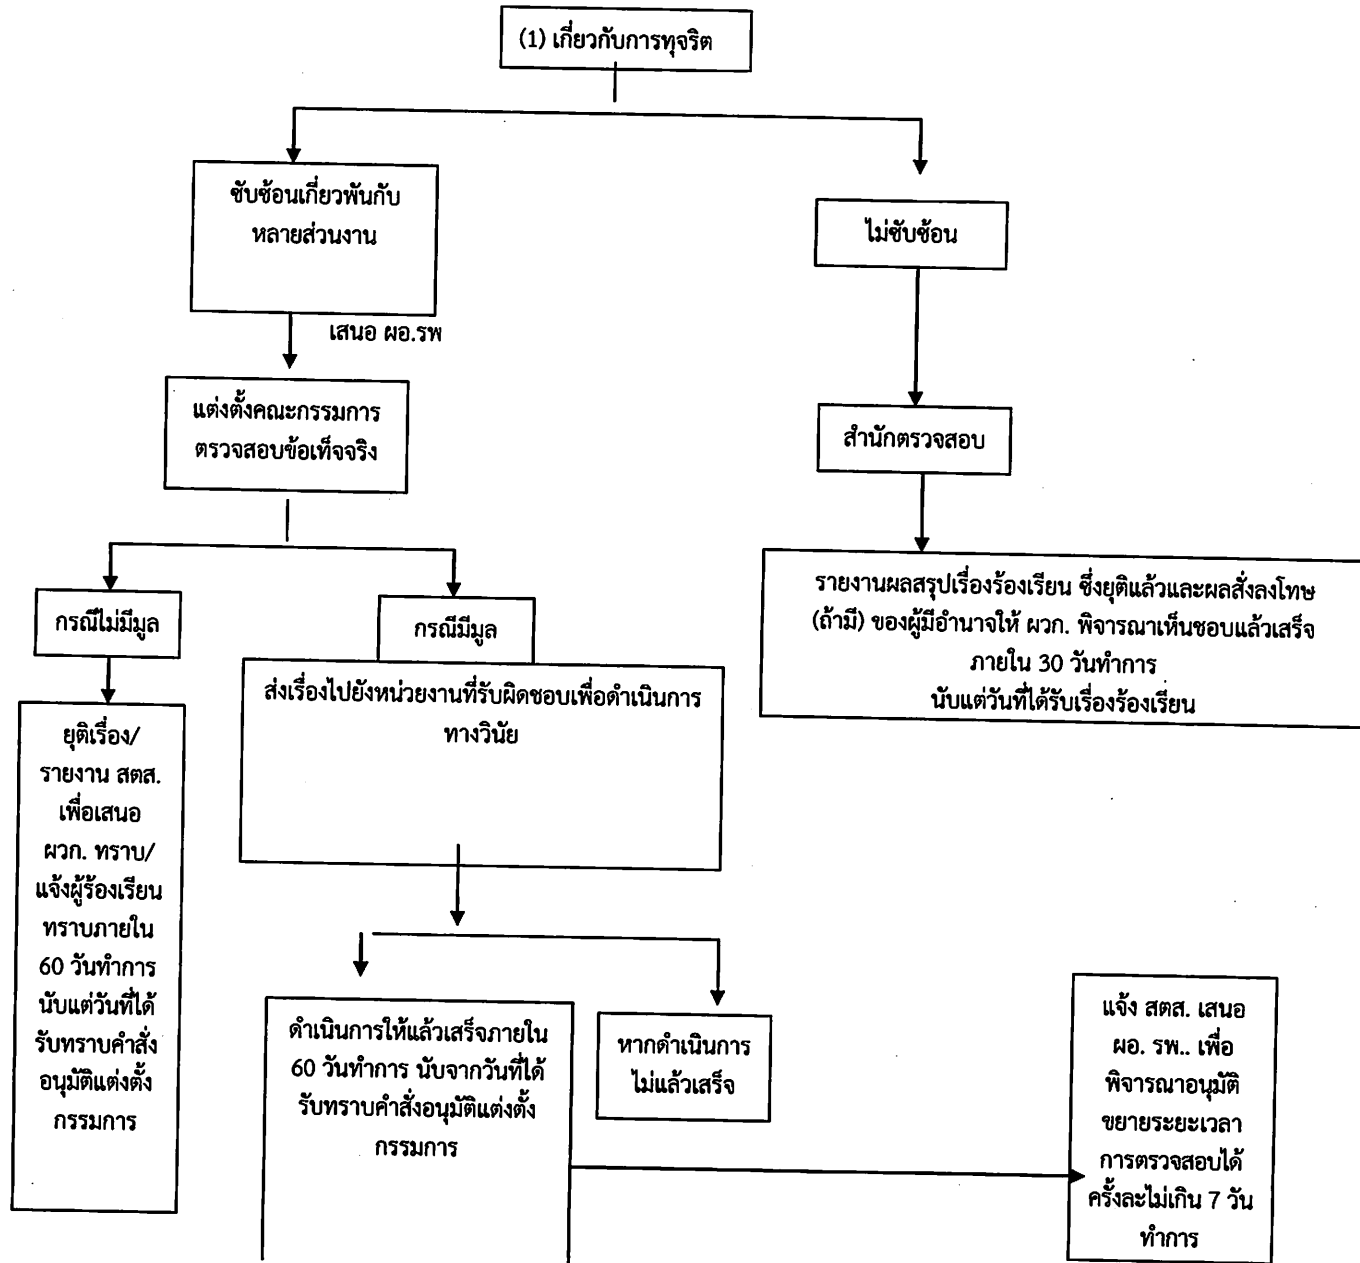 (1) เกี่ยวกับการทุจริต
ซับซ้อนเกี่ยวพันกับ
หลายส่วนงาน
ไม่ซับซ้อน
เสนอ ผอ.รพ
แต่งตั้งคณะกรรมการ
ตรวจสอบข้อเท็จจริง
สำนักตรวจสอบ
กรณีไม่มีมูล
กรณีมีมูล
รายงานผลสรุปเรื่องร้องเรียน ซึ่งยุติแล้วและผลสั่งลงโทษ
(ถ้ามี) ของผู้มีอำนาจให้ ผวก. พิจารณาเห็นชอบแล้วเสร็จ
ภายใน 30 วันทำการ
นับแต่วันที่ได้รับเรื่องร้องเรียน
ส่งเรื่องไปยังหน่วยงานที่รับผิดชอบเพื่อดำเนินการ
ทางวินัย
ยุติเรื่อง/
รายงาน สตส.
เพื่อเสนอ
ผวก. ทราบ/
แจ้งผู้ร้องเรียน
ทราบภายใน
60 วันทำการ
นับแต่วันที่ได้
รับทราบคำสั่ง
อนุมัติแต่งตั้ง
กรรมการ
ดำเนินการให้แล้วเสร็จภายใน
60 วันทำการ นับจากวันที่ได้
รับทราบคำสั่งอนุมัติแต่งตั้ง
กรรมการ
หากดำเนินการ
ไม่แล้วเสร็จ
แจ้ง สตส. เสนอ
ผอ. รพ.. เพื่อ
พิจารณาอนุมัติ
ขยายระยะเวลา
การตรวจสอบได้
ครั้งละไม่เกิน 7 วัน
ทำการ